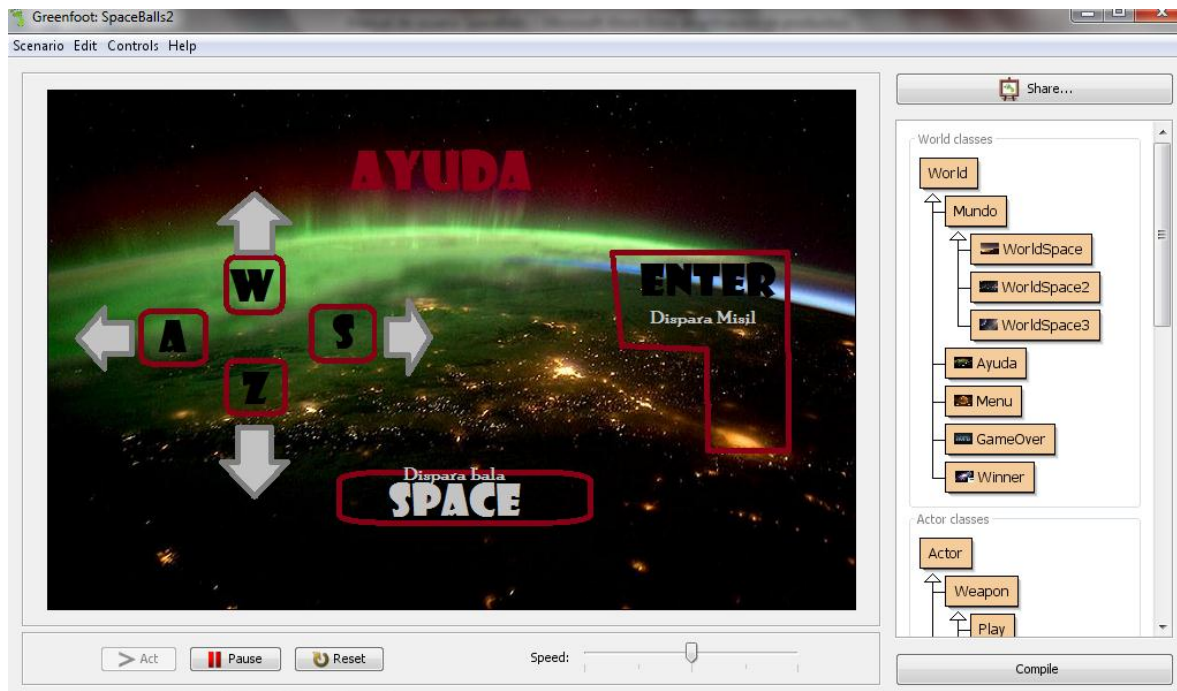 Greenfoot: SpaceBalls2
Scenario Edit Controls Help
Share...
World classes
World
Mundo
WorldSpace
WorldSpace2
WorldSpace3
Ayuda
Menu
GameOver
Winner
Actor classes
Actor
Weapon
Play
Compile
AYUDA
W
A
S
Z
ENTER
Dispara Misil
Dispara bala
SPACE
Act
Pause
Reset
Speed: